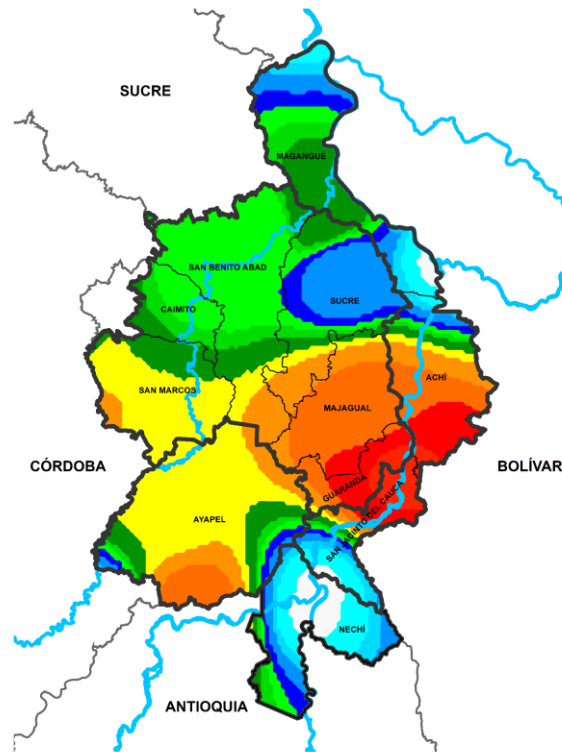 SUCRE
MAGANGUÉ
SAN BENITO ABAD
SUCRE
CAIMITO
SAN MARCOS
ACHÍ
MAJAGUAL
CÓRDOBA
BOLÍVAR
GUARANDA
SAN JACINTO DEL CAUCA
AYAPEL
NECHÍ
ANTIOQUIA